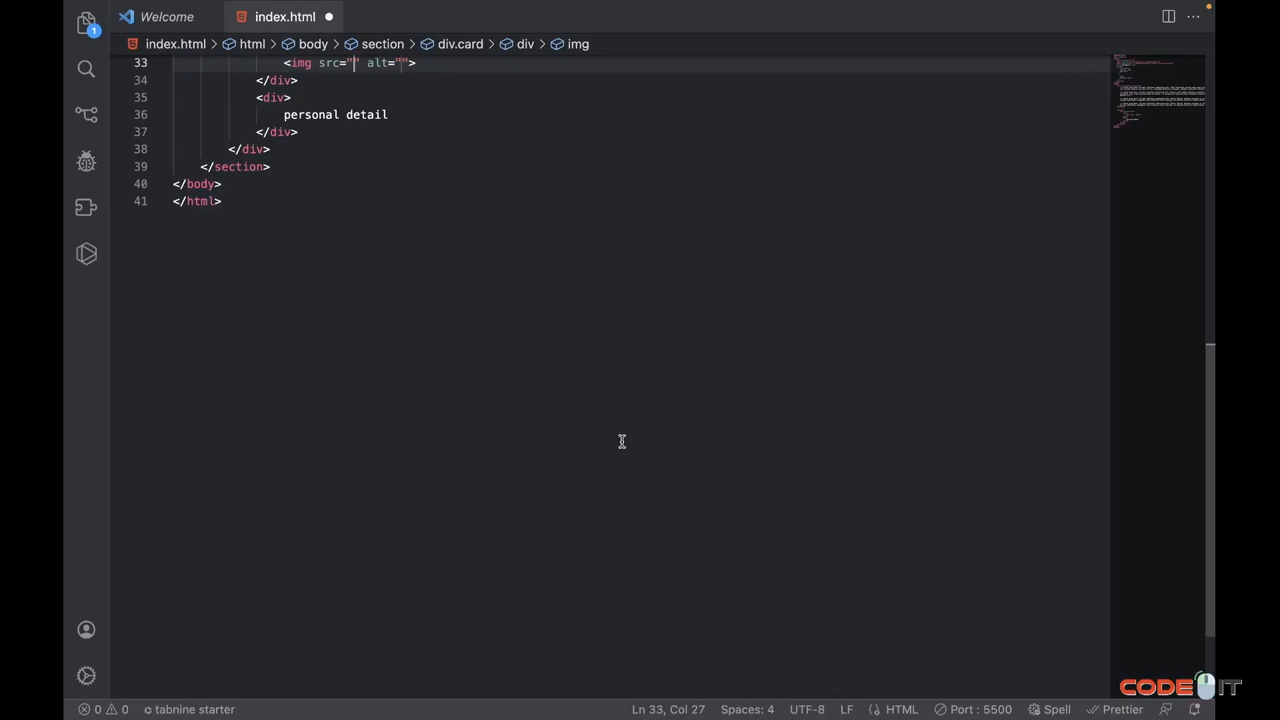 Welcome
index.html
1
index.html > html > body > section > div.card > div > img
33 <img src="" alt="">
34 </div>
35 <div>
36 personal detail
37 </div>
38 </div>
39 </section>
40 </body>
41 </html>
CODE IT
0 0 tabnine starter Ln 33, Col 27 Spaces: 4 UTF-8 LF HTML Port : 5500 Spell Prettier